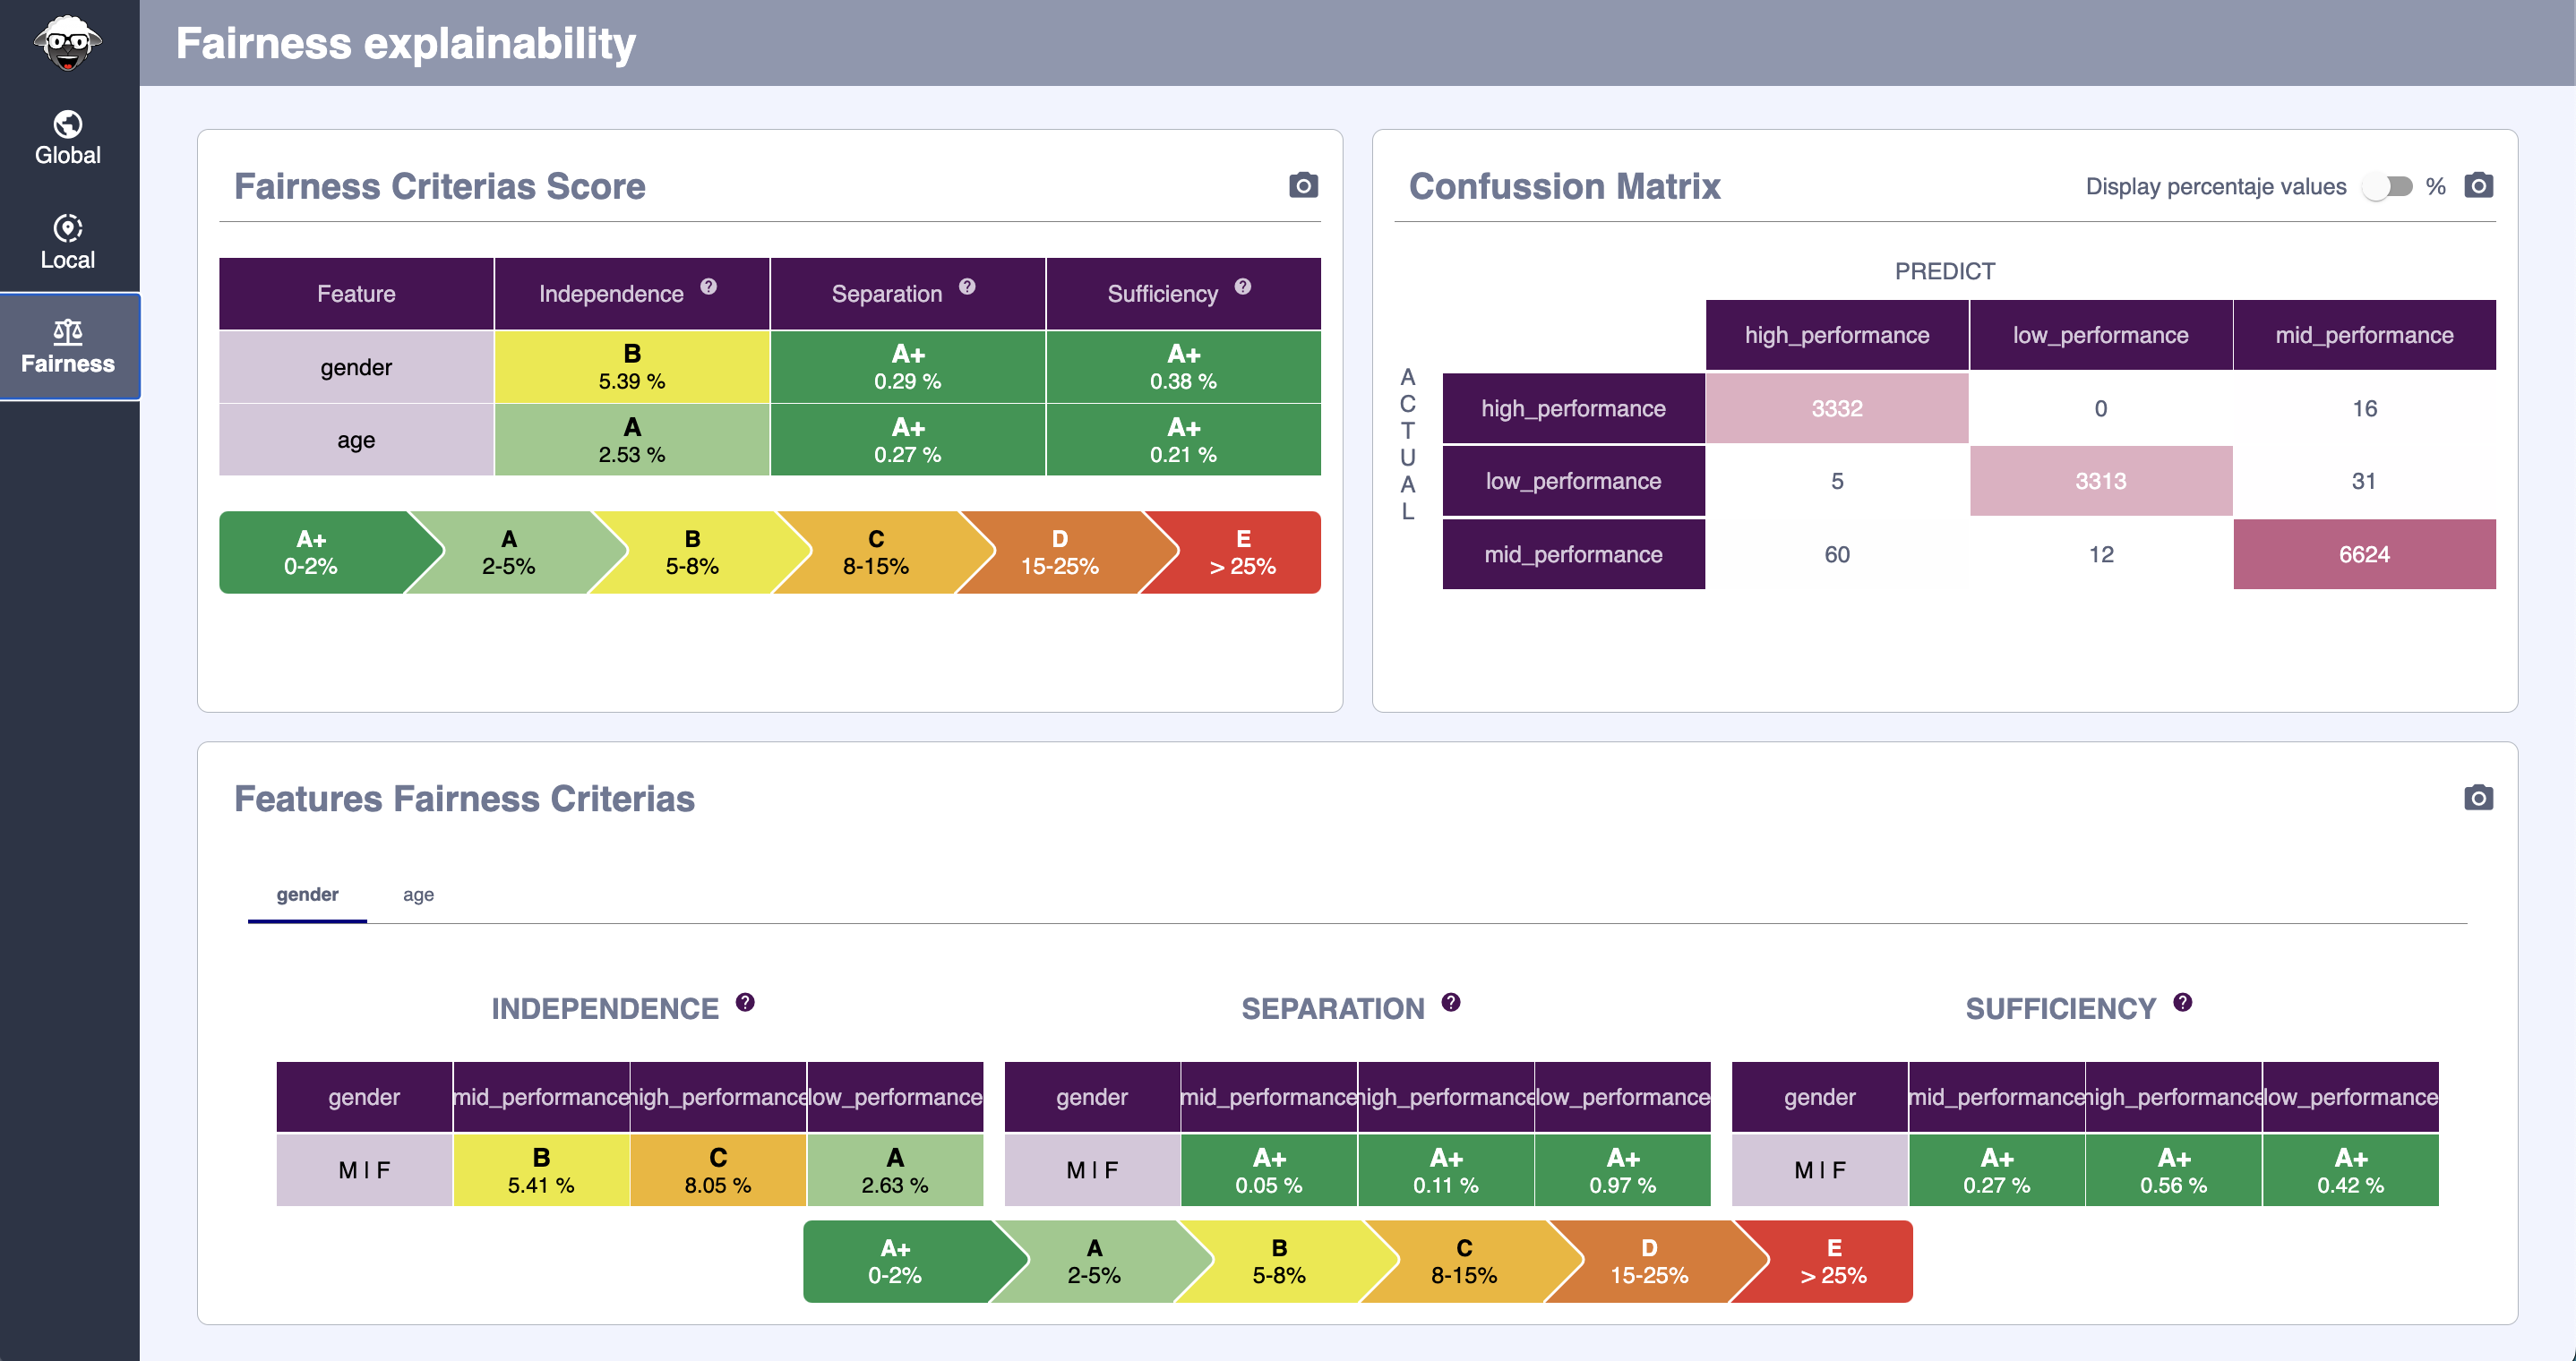 Fairness explainability
Global
Local
Fairness
Fairness Criterias Score
Feature Independence ? Separation ? Sufficiency ?
gender B 5.39 % A+ 0.29 % A+ 0.38 %
age A 2.53 % A+ 0.27 % A+ 0.21 %
A+ A B C D E
0-2% 2-5% 5-8% 8-15% 15-25% > 25%
Confussion Matrix
Display percentaje values %
PREDICT
ACTUAL
high_performance low_performance mid_performance
high_performance 3332 0 16
low_performance 5 3313 31
mid_performance 60 12 6624
Features Fairness Criterias
gender age
INDEPENDENCE ?
gender mid_performance high_performance low_performance
M | F B 5.41 % C 8.05 % A 2.63 %
SEPARATION ?
gender mid_performance high_performance low_performance
M | F A+ 0.05 % A+ 0.11 % A+ 0.97 %
SUFFICIENCY ?
gender mid_performance high_performance low_performance
M | F A+ 0.27 % A+ 0.56 % A+ 0.42 %
A+ A B C D E
0-2% 2-5% 5-8% 8-15% 15-25% > 25%